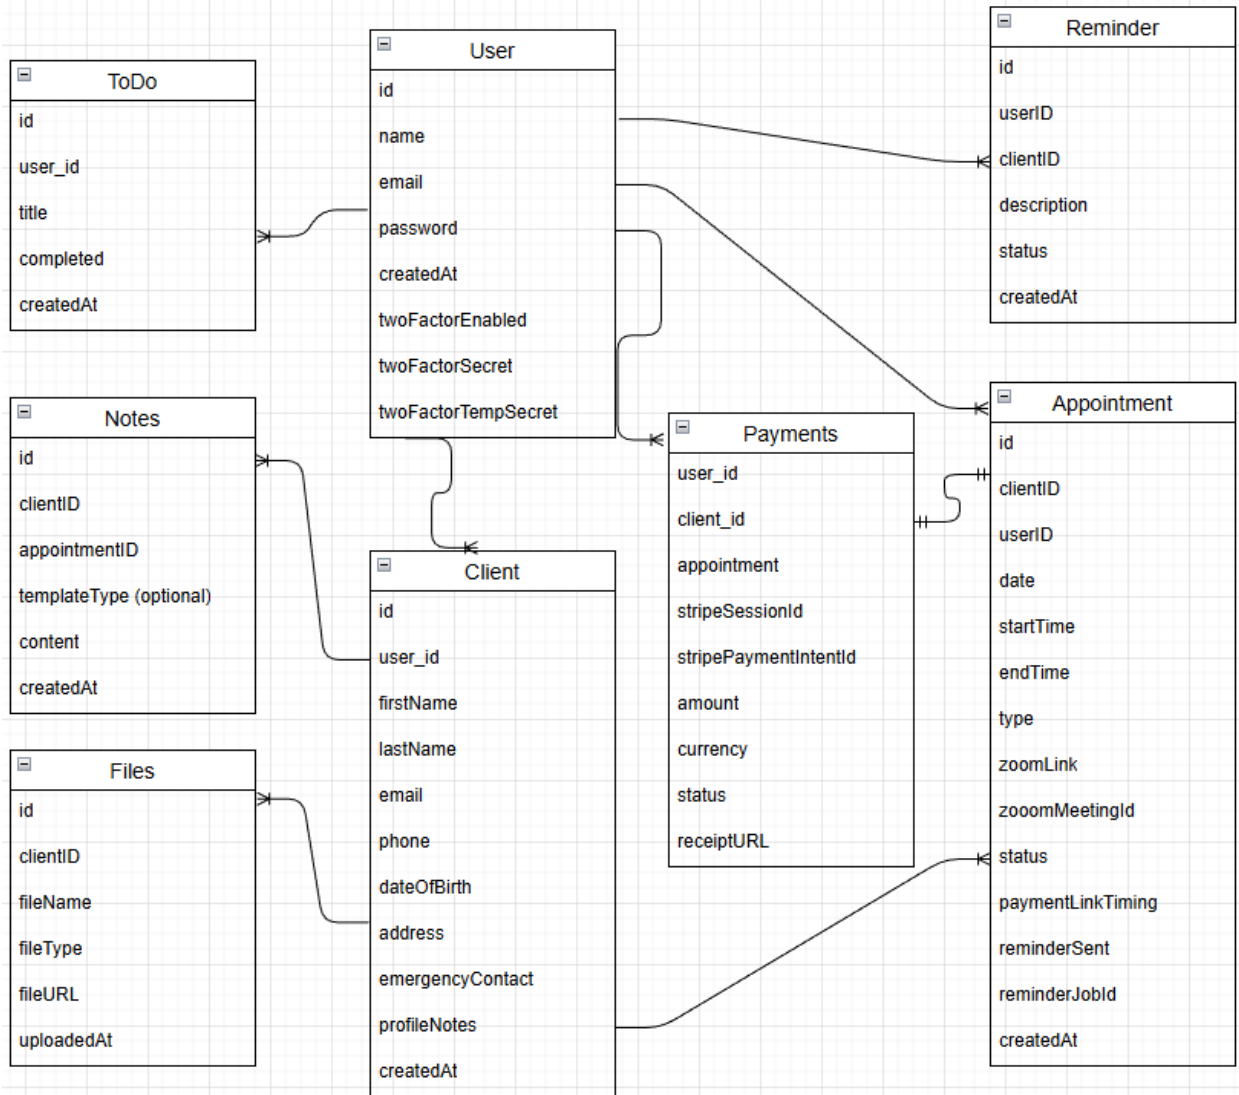 ToDo
id
user_id
title
completed
createdAt
User
id
name
email
password
createdAt
twoFactorEnabled
twoFactorSecret
twoFactorTempSecret
Reminder
id
userID
clientID
description
status
createdAt
Notes
id
clientID
appointmentID
templateType (optional)
content
createdAt
Payments
user_id
client_id
appointment
stripeSessionId
stripePaymentIntentId
amount
currency
status
receiptURL
Appointment
id
clientID
userID
date
startTime
endTime
type
zoomLink
zooomMeetingId
status
paymentLinkTiming
reminderSent
reminderJobId
createdAt
Client
id
user_id
firstName
lastName
email
phone
dateOfBirth
address
emergencyContact
profileNotes
createdAt
Files
id
clientID
fileName
fileType
fileURL
uploadedAt